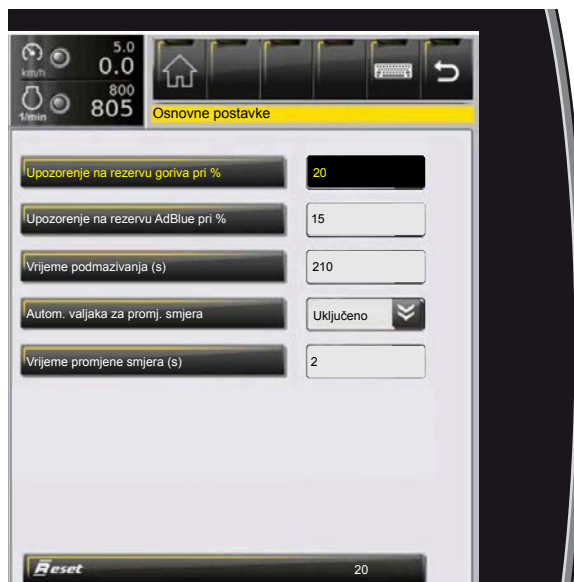 5.0
km/h 0.0
800
1/min 805
Osnovne postavke
Upozorenje na rezervu goriva pri % 20
Upozorenje na rezervu AdBlue pri % 15
Vrijeme podmazivanja (s) 210
Autom. valjaka za promj. smjera Uključeno
Vrijeme promjene smjera (s) 2
Reset 20